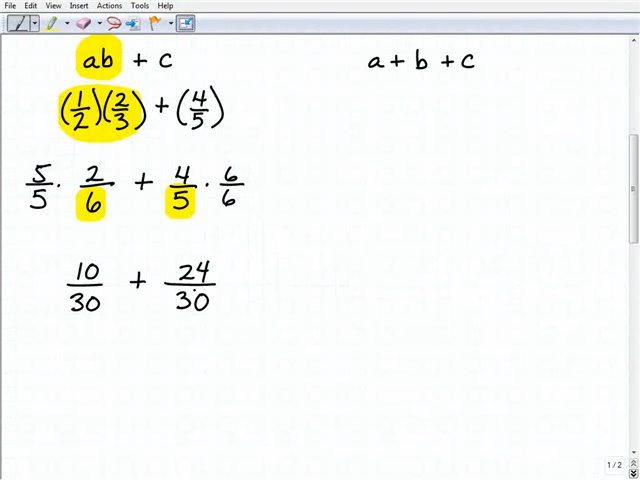 File Edit View Insert Actions Tools Help
ab + c
(1/2)(2/3) + (4/5)
5/5 · 2/6 + 4/5 · 6/6
10/30 + 24/30
a + b + c
1/2